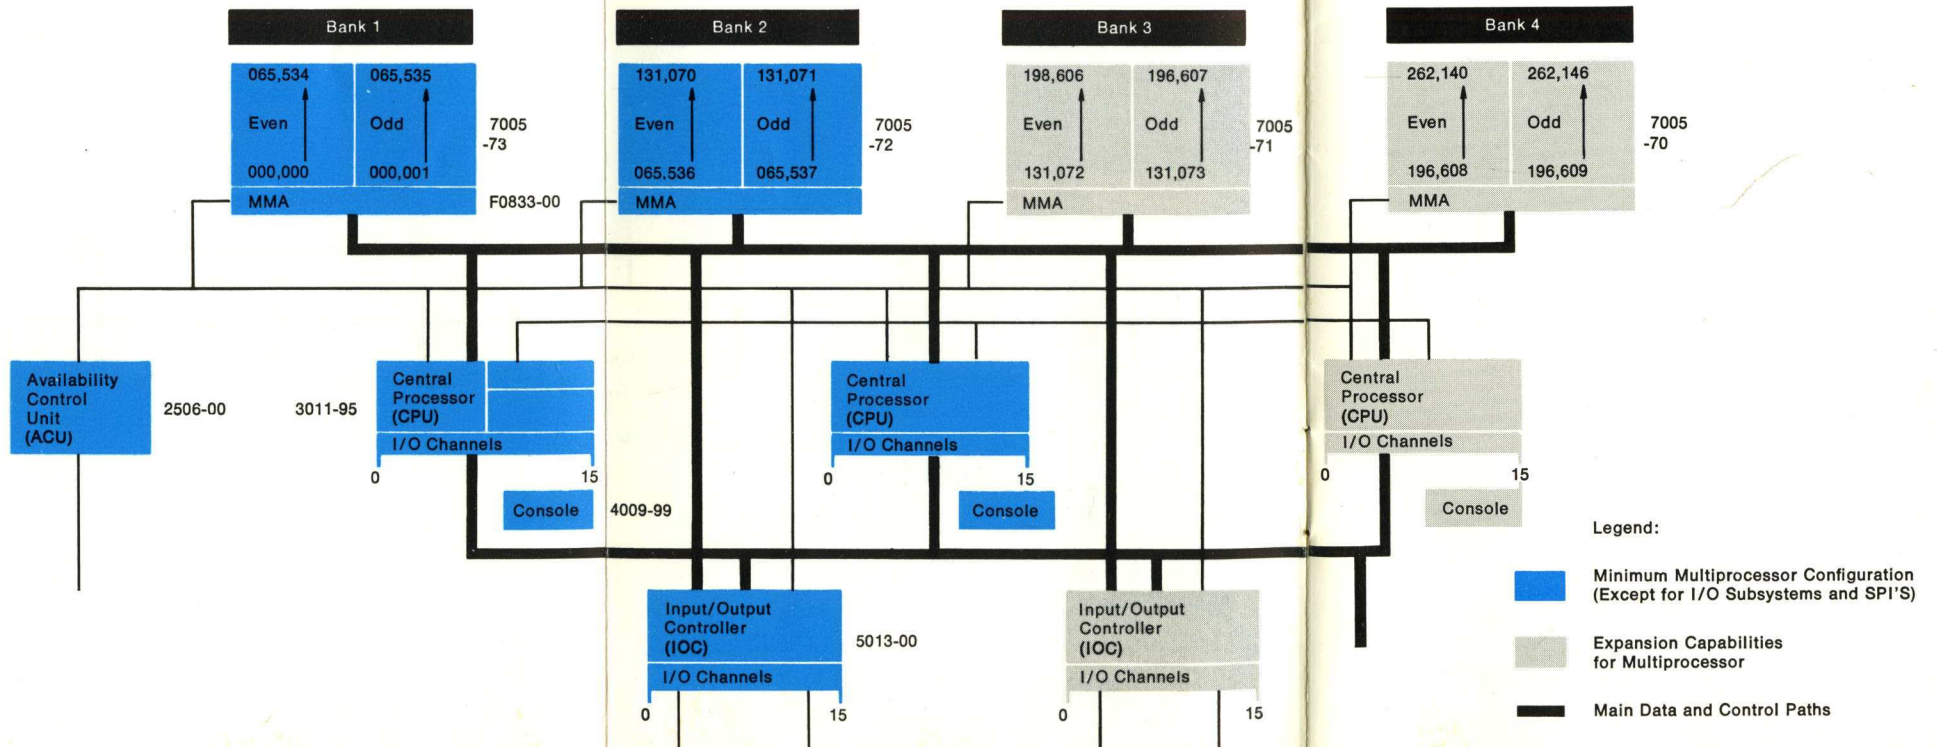 Bank 1
Bank 2
Bank 3
Bank 4
065,534
065,535
Even
Odd
000,000
000,001
MMA
7005
-73
F0833-00
131,070
131,071
Even
Odd
065,536
065,537
MMA
7005
-72
198,606
196,607
Even
Odd
131,072
131,073
MMA
7005
-71
262,140
262,146
Even
Odd
196,608
196,609
MMA
7005
-70
Availability
Control
Unit
(ACU)
2506-00
3011-95
Central
Processor
(CPU)
I/O Channels
0
15
Console
4009-99
Central
Processor
(CPU)
I/O Channels
0
15
Console
Central
Processor
(CPU)
I/O Channels
0
15
Console
Input/Output
Controller
(IOC)
I/O Channels
0
15
5013-00
Input/Output
Controller
(IOC)
I/O Channels
0
15
Legend:
Minimum Multiprocessor Configuration
(Except for I/O Subsystems and SPI'S)
Expansion Capabilities
for Multiprocessor
Main Data and Control Paths